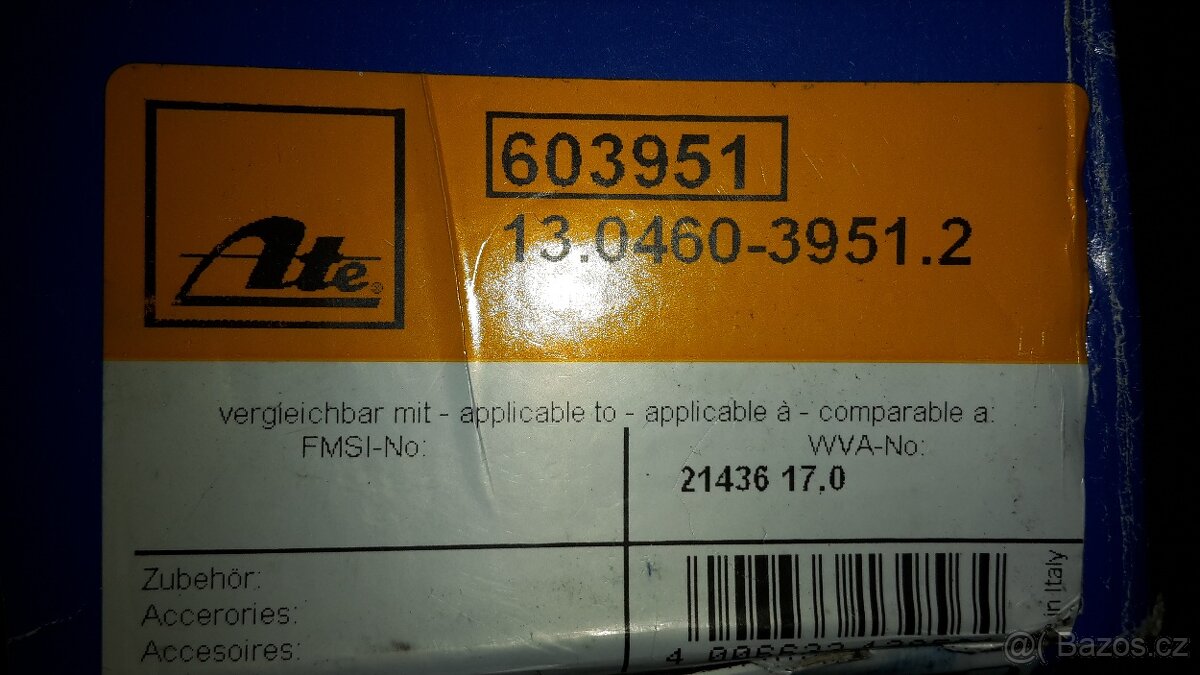 603951
13.0460-3951.2
Ate®
vergleichbar mit - applicable to - applicable à - comparable a:
FMSI-No:
WVA-No:
21436 17.0
Zubehör:
Accerories:
Accesoires:
in Italy
Bazos.cz